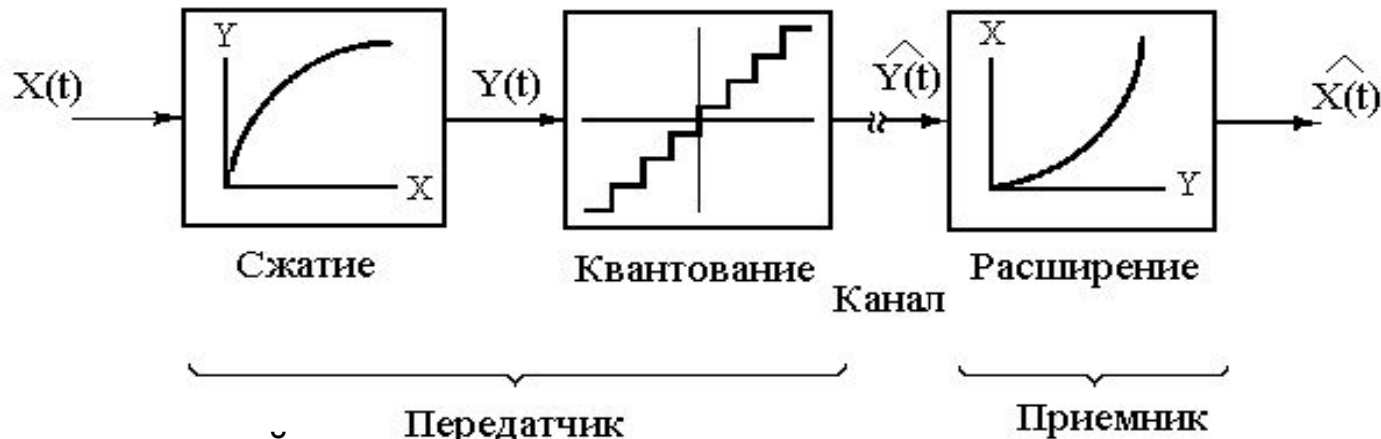 Y
X
X(t)
Y(t)
Ŷ(t)
X
Y
X̂(t)
Сжатие
Квантование
Расширение
Канал
Передатчик
Приемник